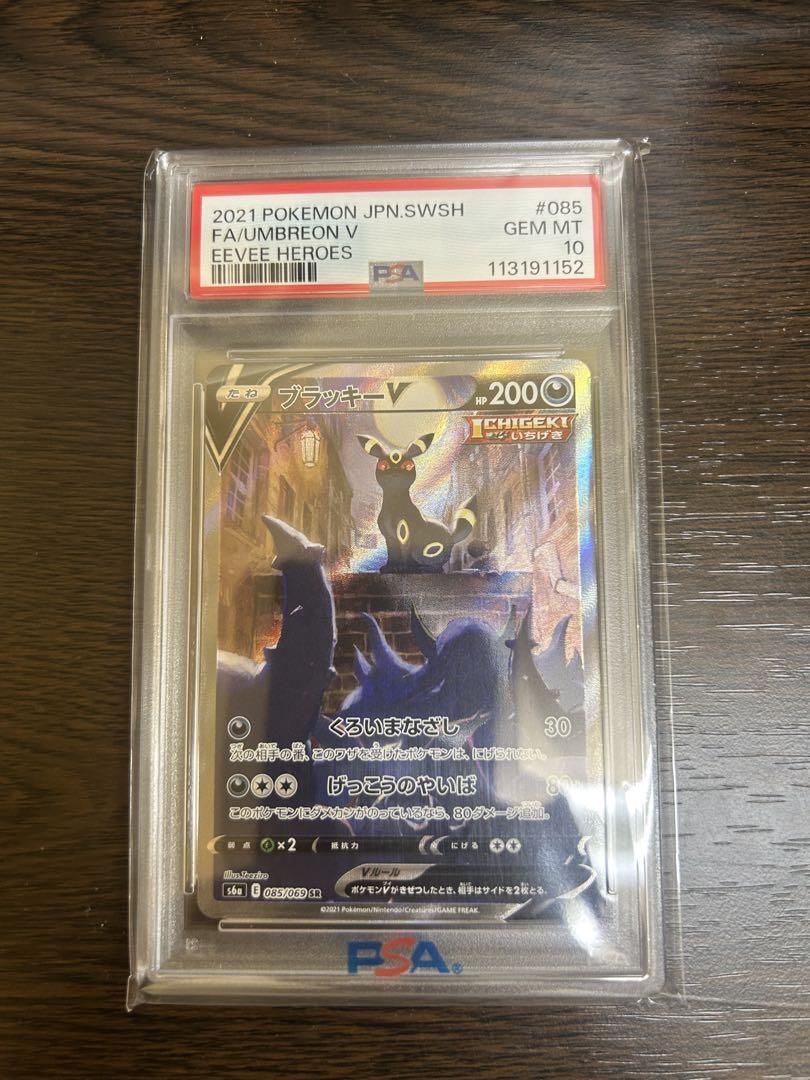 2021 POKEMON JPN.SWSH #085
FA/UMBREON V GEM MT
EEVEE HEROES 10
PSA 113191152
たね ブラッキーV HP 200
ICHIGEKI
いちげき
くろいまなざし 30
次の相手の番、このワザを受けたポケモンは、にげられない。
げっこうのやいば 80
このポケモンにダメカンがのっているなら、80ダメージ追加。
弱点 ×2 抵抗力 にげる
Vルール
ポケモンVがきぜつしたとき、相手はサイドを2枚とる。
Illus.Teeziro
s6a E 085/069 SR
©2021 Pokémon/Nintendo/Creatures/GAME FREAK.
PSA®